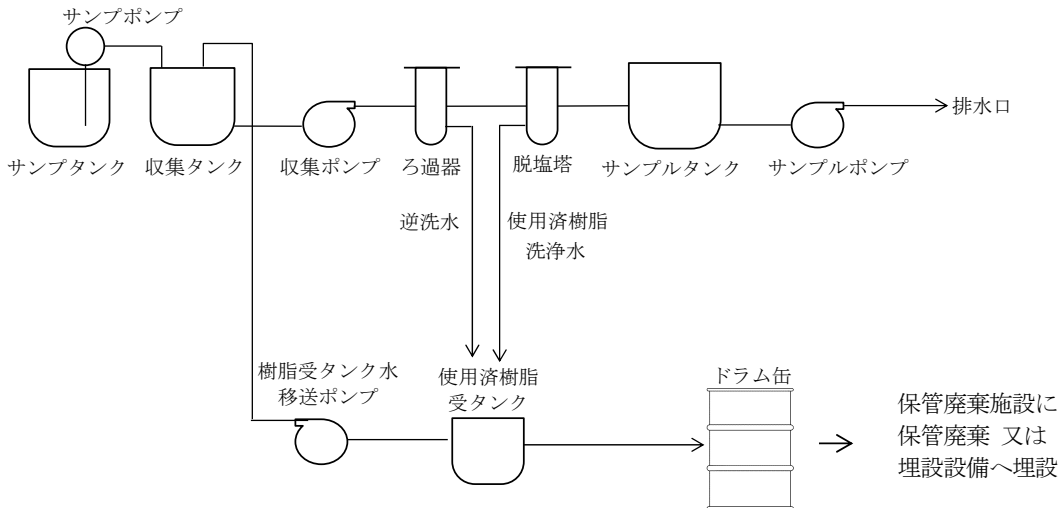 サンプポンプ
排水口
サンプタンク
収集タンク
収集ポンプ
ろ過器
脱塩塔
サンプルタンク
サンプルポンプ
逆洗水
使用済樹脂
洗浄水
樹脂受タンク水
移送ポンプ
使用済樹脂
受タンク
ドラム缶
保管廃棄施設に
保管廃棄 又は
埋設設備へ埋設